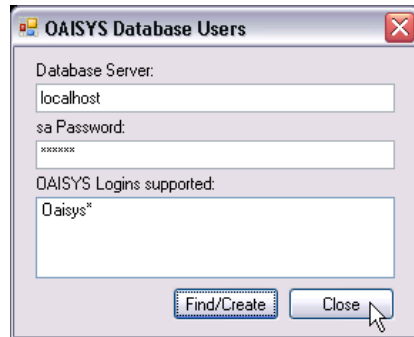 OAISYS Database Users
Database Server:
localhost
sa Password:
××××××
OAISYS Logins supported:
Oaisys*
Find/Create Close